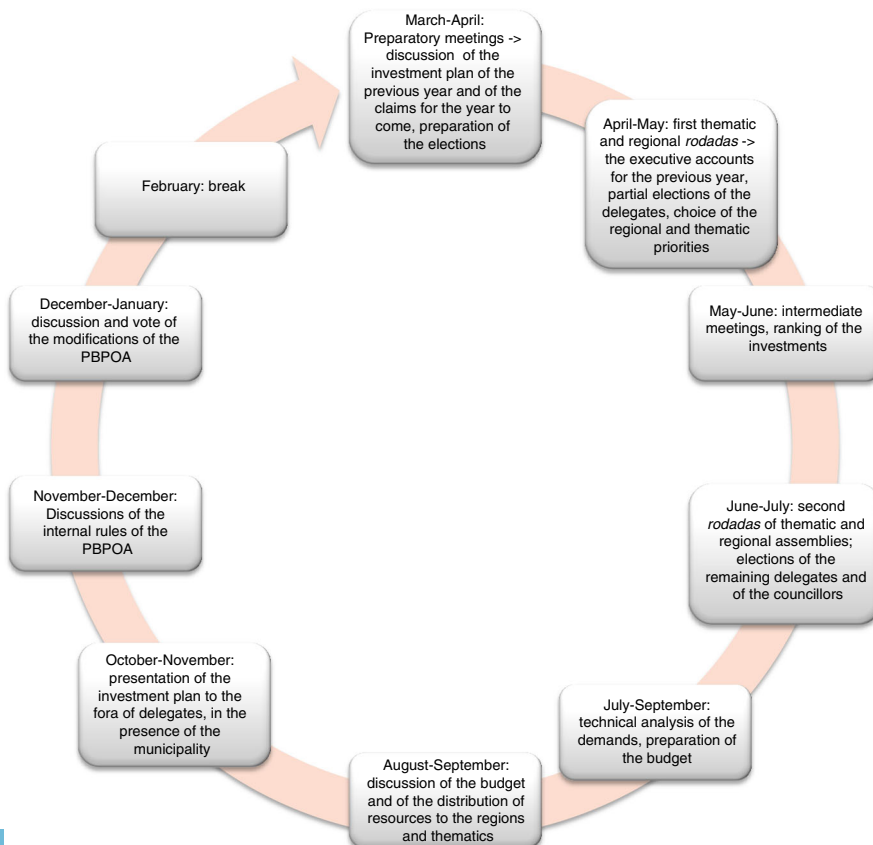 March-April:
Preparatory meetings ->
discussion of the
investment plan of the
previous year and of the
claims for the year to
come, preparation of
the elections
April-May: first thematic
and regional rodadas ->
the executive accounts
for the previous year,
partial elections of the
delegates, choice of the
regional and thematic
priorities
May-June: intermediate
meetings, ranking of the
investments
June-July: second
rodadas of thematic and
regional assemblies;
elections of the
remaining delegates and
of the councillors
July-September:
technical analysis of the
demands, preparation of
the budget
August-September:
discussion of the budget
and of the distribution of
resources to the regions
and thematics
October-November:
presentation of the
investment plan to the
fora of delegates, in the
presence of the
municipality
November-December:
Discussions of the
internal rules of the
PBPOA
December-January:
discussion and vote of
the modifications of the
PBPOA
February: break